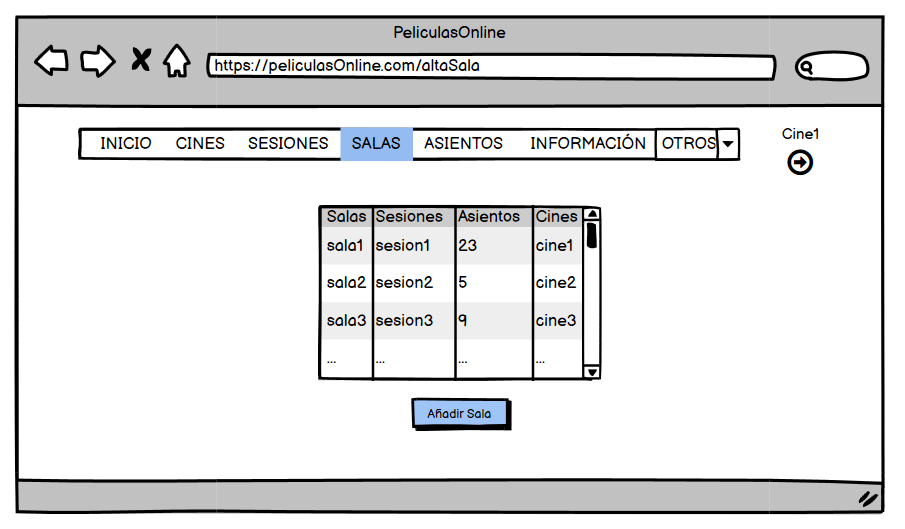 PeliculasOnline
https://peliculasOnline.com/altaSala
INICIO CINES SESIONES SALAS ASIENTOS INFORMACIÓN OTROS
Cine1
Salas Sesiones Asientos Cines
sala1 sesion1 23 cine1
sala2 sesion2 5 cine2
sala3 sesion3 9 cine3
... ... ... ...
Añadir Sala